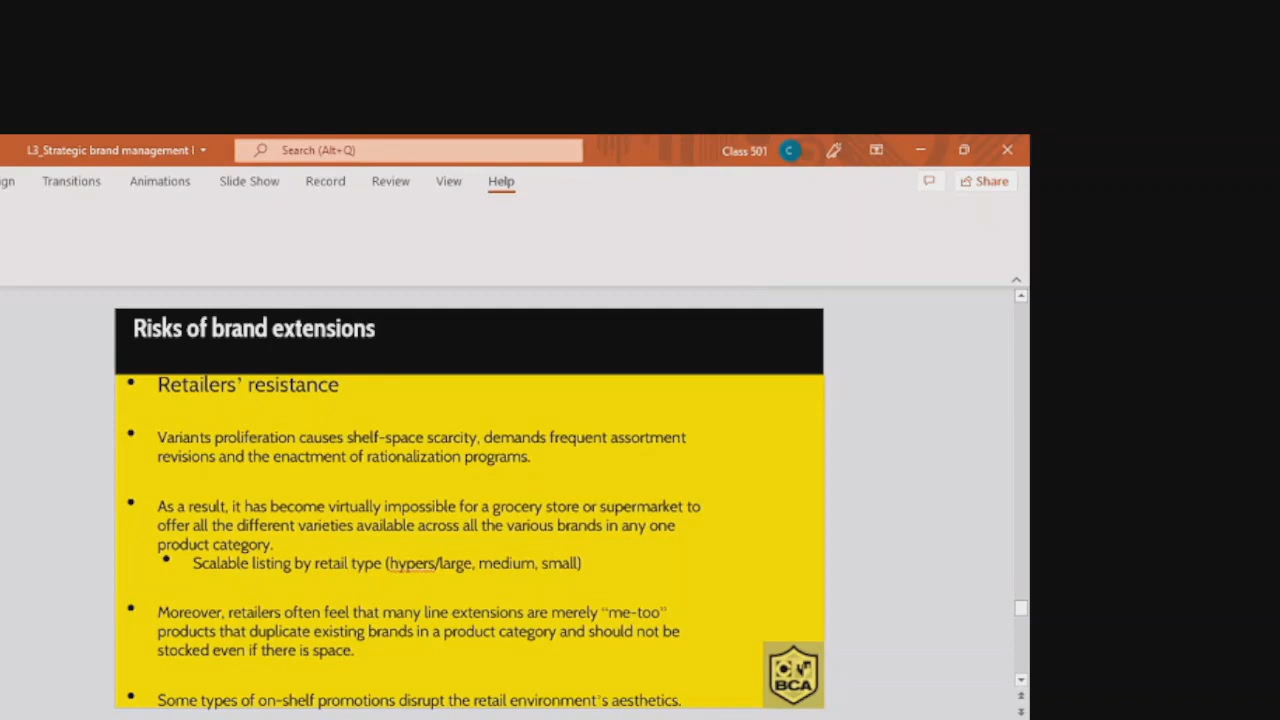 L3_Strategic brand management
Search (Alt+Q)
Class 501
C
gn
Transitions
Animations
Slide Show
Record
Review
View
Help
Share
Risks of brand extensions
• Retailers’ resistance
• Variants proliferation causes shelf-space scarcity, demands frequent assortment
revisions and the enactment of rationalization programs.
• As a result, it has become virtually impossible for a grocery store or supermarket to
offer all the different varieties available across all the various brands in any one
product category.
• Scalable listing by retail type (hypers/large, medium, small)
• Moreover, retailers often feel that many line extensions are merely “me-too”
products that duplicate existing brands in a product category and should not be
stocked even if there is space.
• Some types of on-shelf promotions disrupt the retail environment’s aesthetics.
BCA